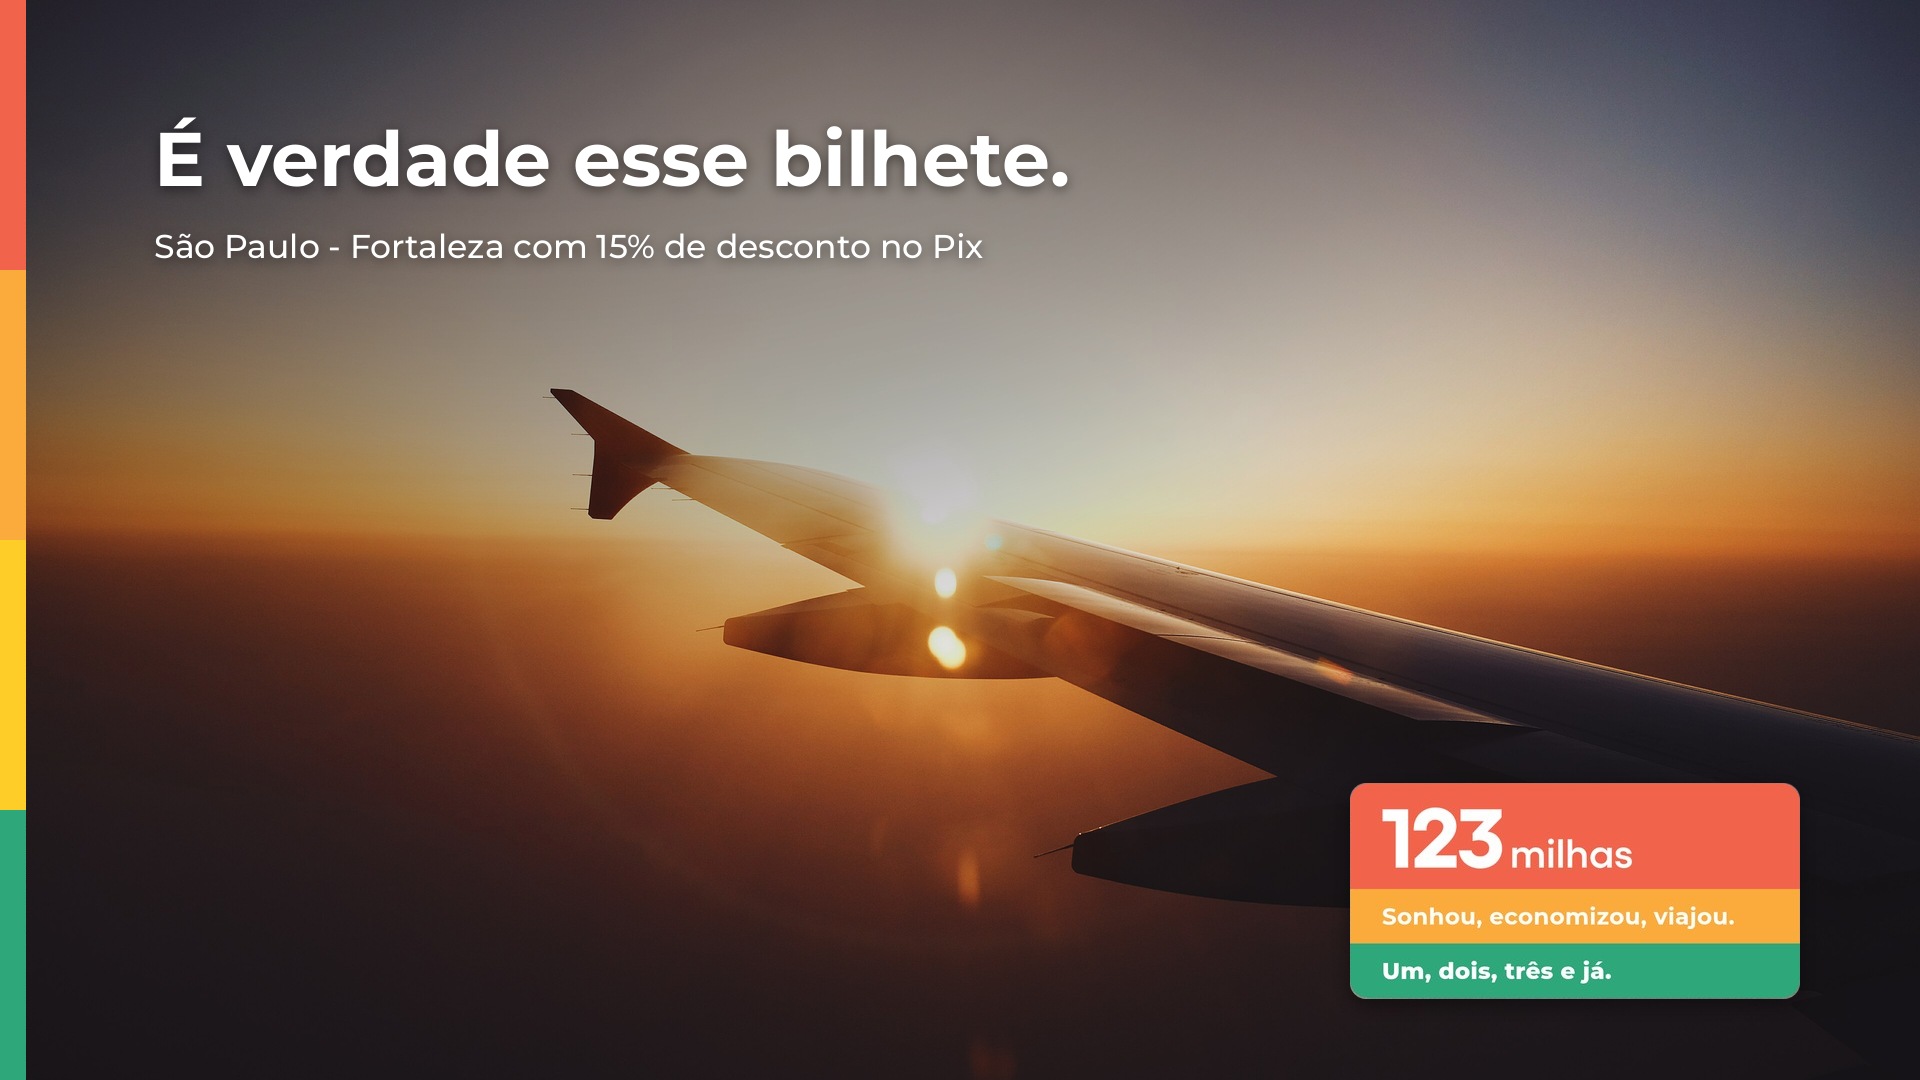 É verdade esse bilhete.
São Paulo - Fortaleza com 15% de desconto no Pix
123 milhas
Sonhou, economizou, viajou.
Um, dois, três e já.